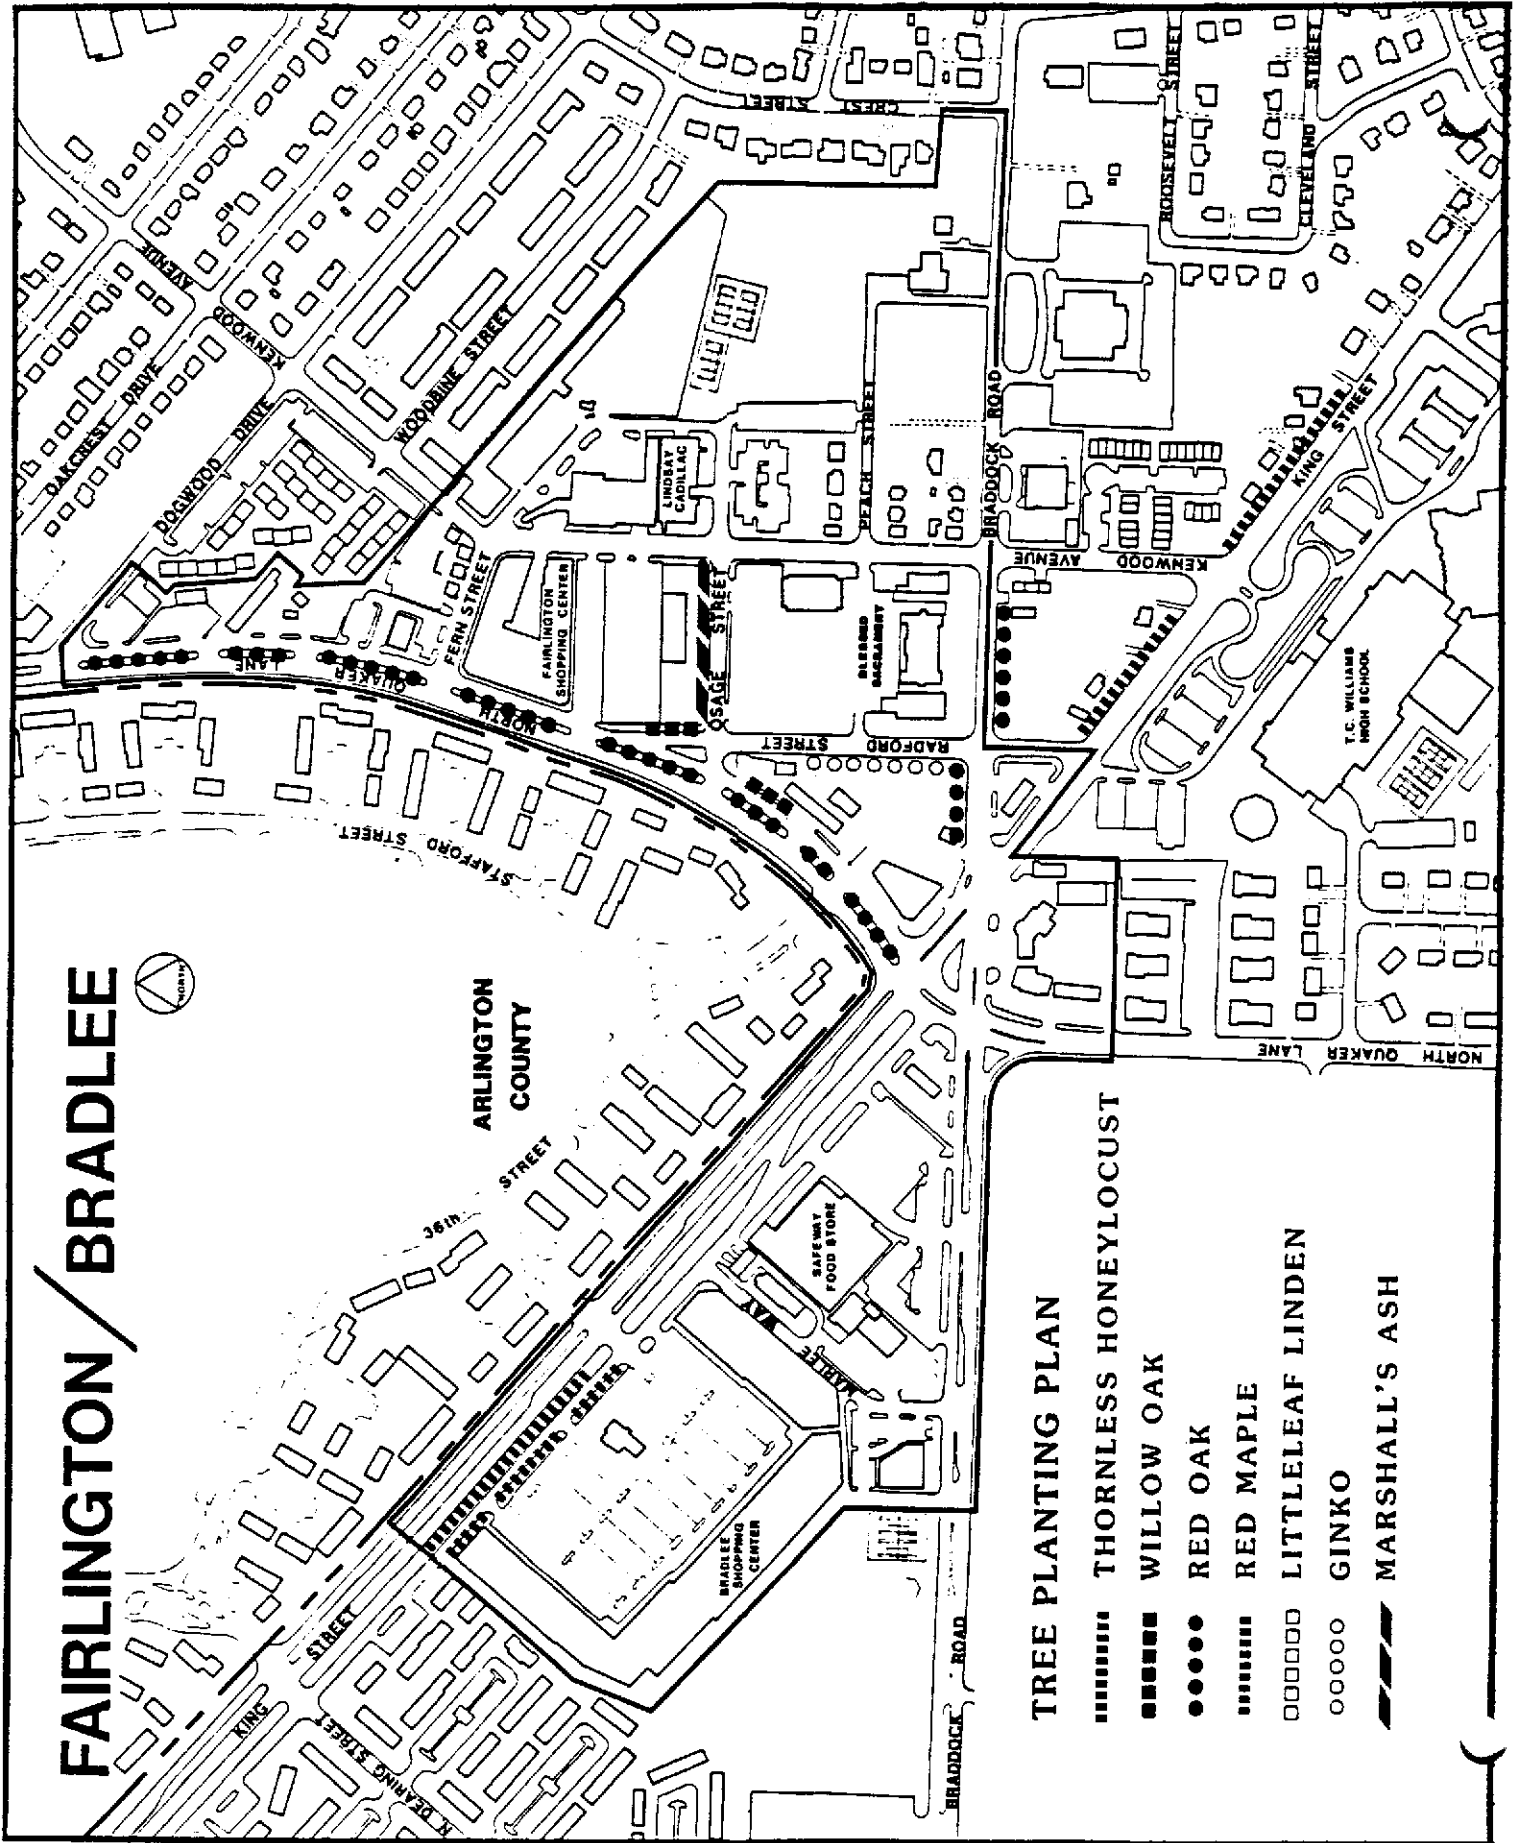 FAIRLINGTON / BRADLEE
NORTH
ARLINGTON
COUNTY
36th STREET
STAFFORD STREET
KING STREET
N. DEARING STREET
BRADLEE
SHOPPING
CENTER
MARLEE WAY
SAFEWAY
FOOD STORE
BRADDOCK ROAD
NORTH QUAKER LANE
OAKCREST DRIVE
DOGWOOD DRIVE
KENWOOD AVENUE
WOODBINE STREET
FERN STREET
FAIRLINGTON
SHOPPING CENTER
LINDSAY
CADILLAC
OSAGE STREET
PEACH STREET
BLESSED
SACRAMENT
RADFORD STREET
BRADDOCK ROAD
KENWOOD AVENUE
CREST STREET
ROOSEVELT STREET
CLEVELAND STREET
KING STREET
T.C. WILLIAMS
HIGH SCHOOL
NORTH QUAKER LANE
TREE PLANTING PLAN
THORNLESS HONEYLOCUST
WILLOW OAK
RED OAK
RED MAPLE
LITTLELEAF LINDEN
GINKO
MARSHALL'S ASH